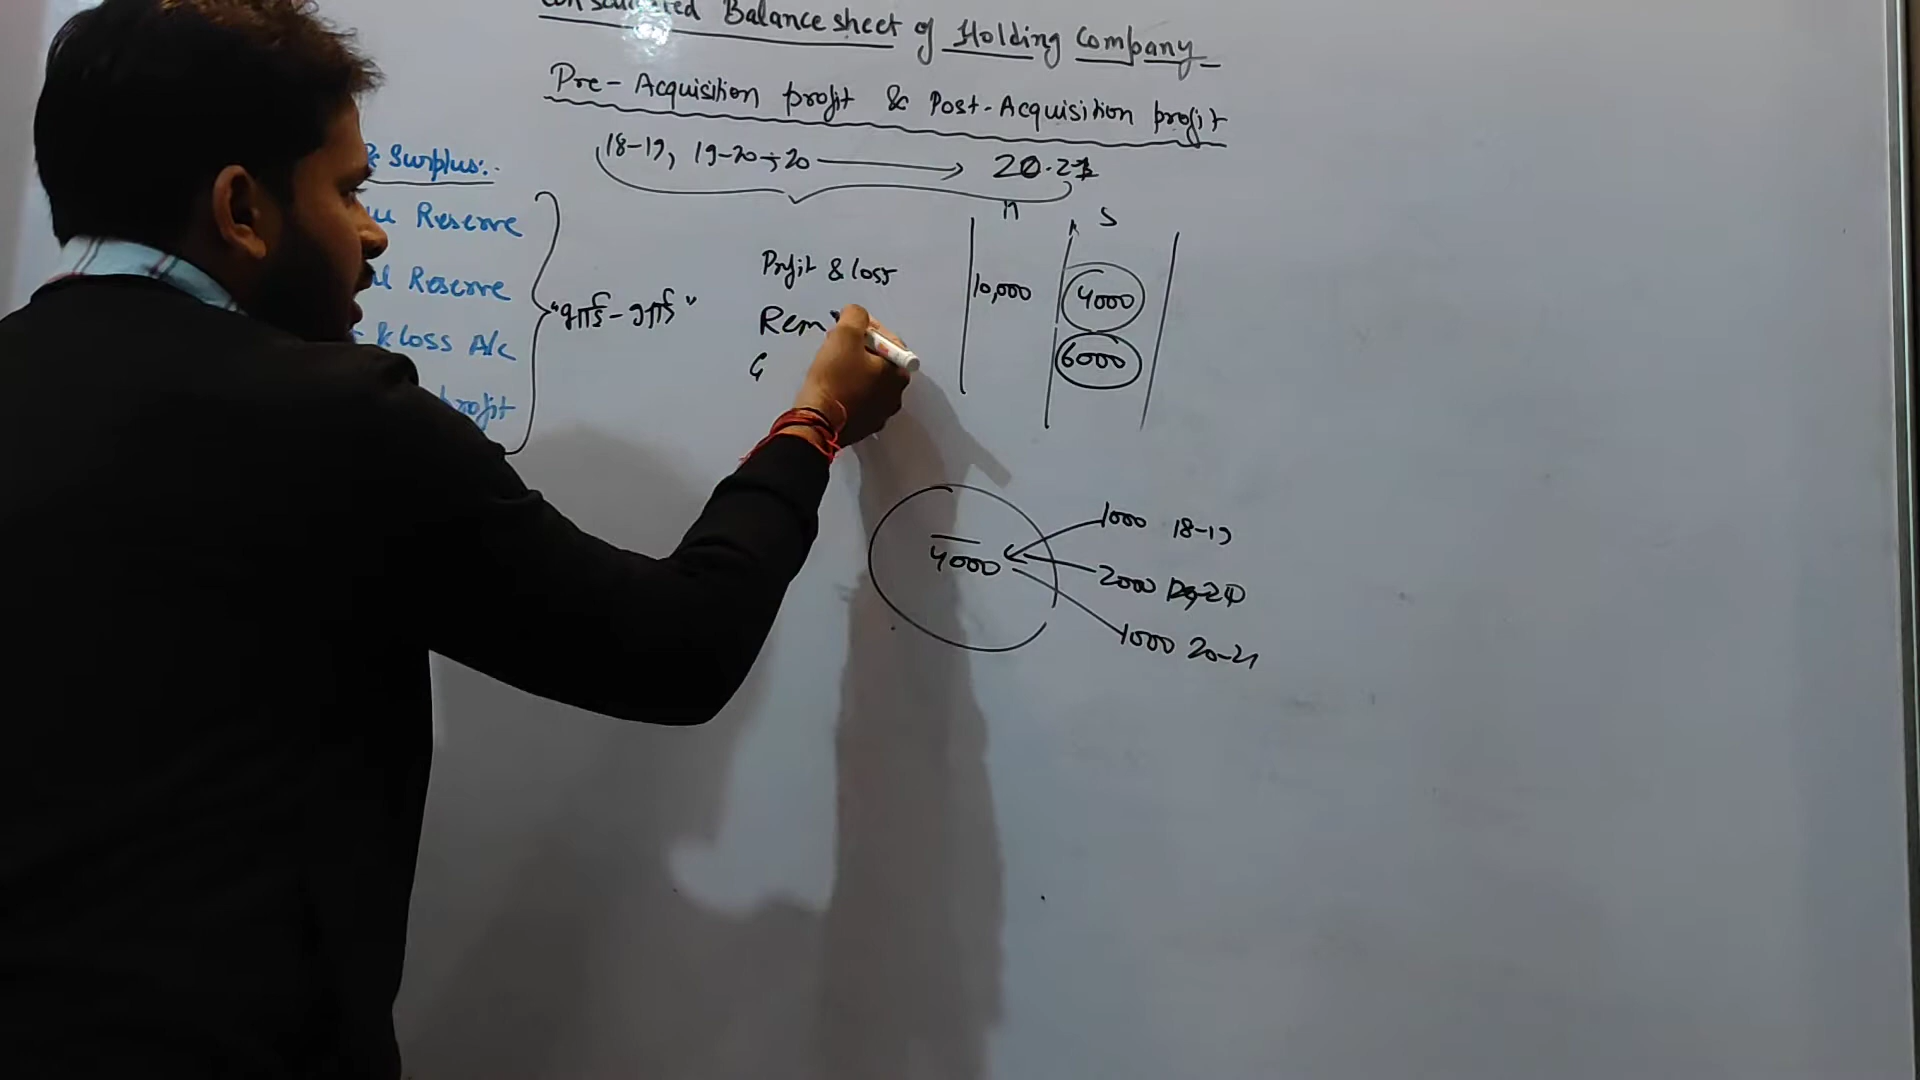 Balance sheet of Holding Company
Pre-Acquisition profit & Post-Acquisition profit
18-19, 19-20, 20 20-21
& Surplus:-
Reserve
Reserve
& Loss A/c
profit
S
Profit & loss 10,000 4000
Rem
G 6000
4000
1000 18-19
2000
1000 20-21